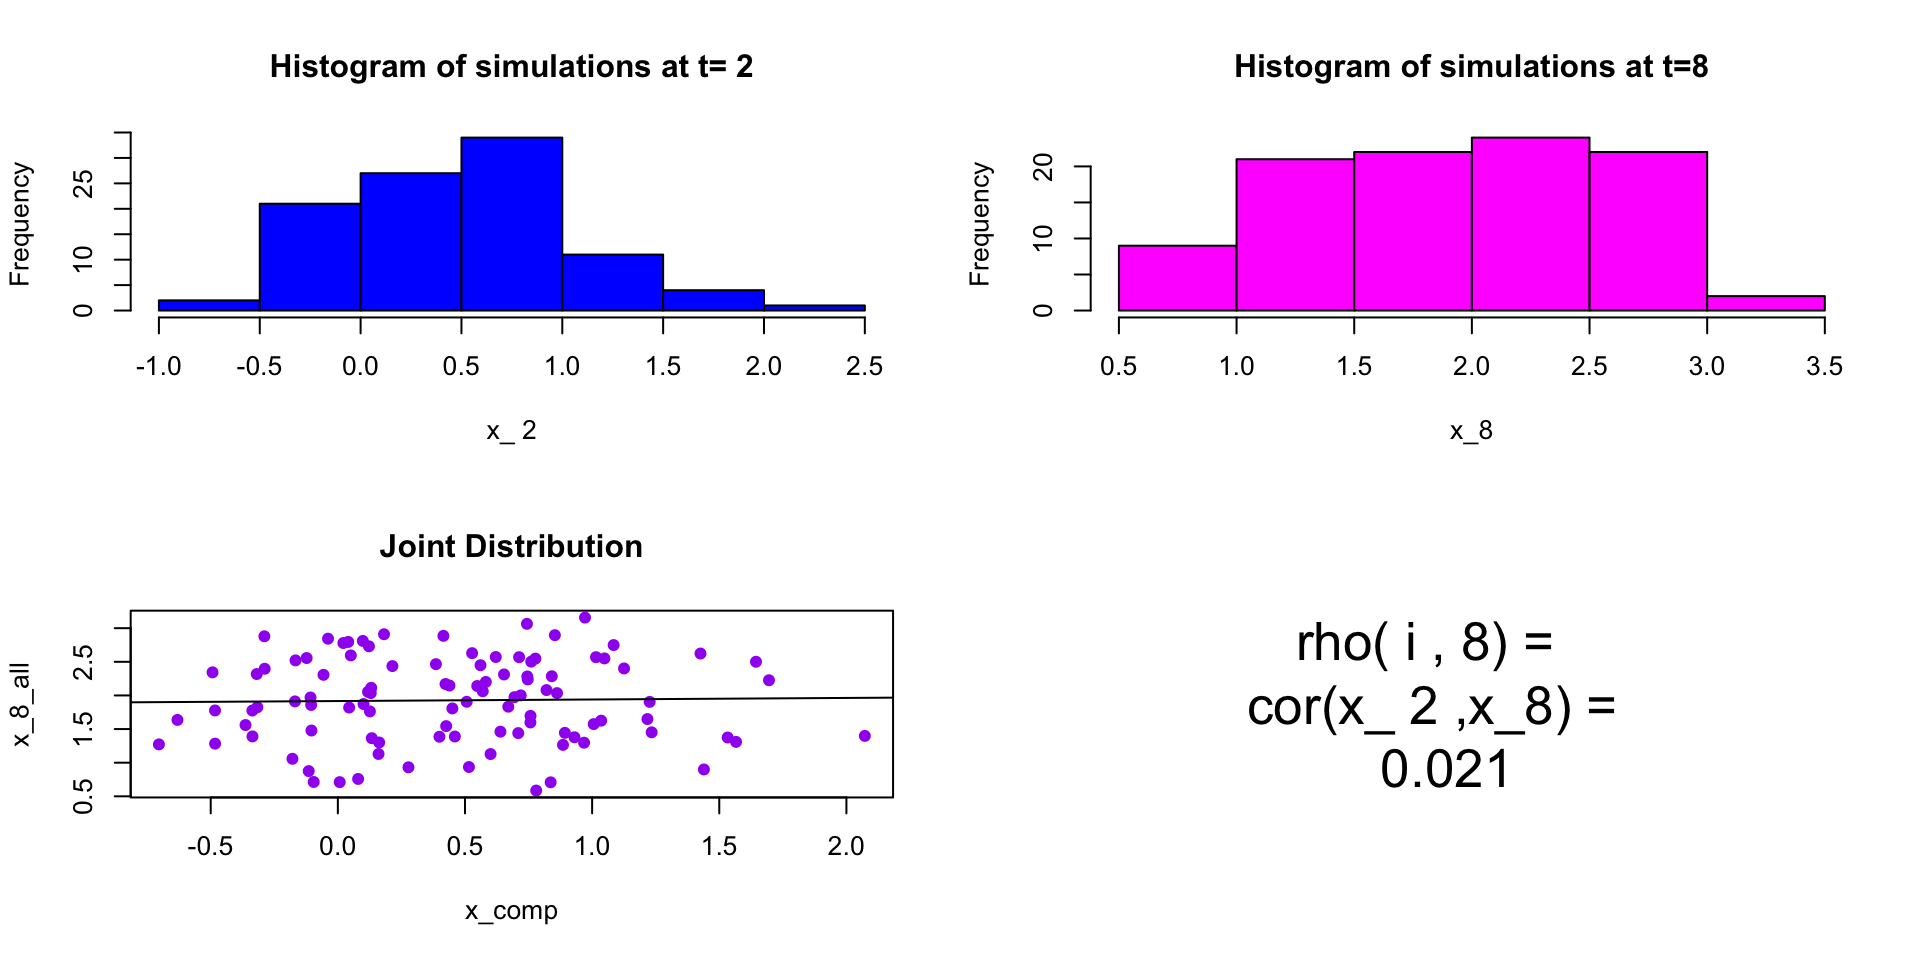 Histogram of simulations at t= 2
Frequency
0 10 25
-1.0 -0.5 0.0 0.5 1.0 1.5 2.0 2.5
x_ 2
Histogram of simulations at t=8
Frequency
0 10 20
0.5 1.0 1.5 2.0 2.5 3.0 3.5
x_8
Joint Distribution
x_8_all
0.5 1.5 2.5
-0.5 0.0 0.5 1.0 1.5 2.0
x_comp
rho( i , 8) =
cor(x_ 2 ,x_8) =
0.021